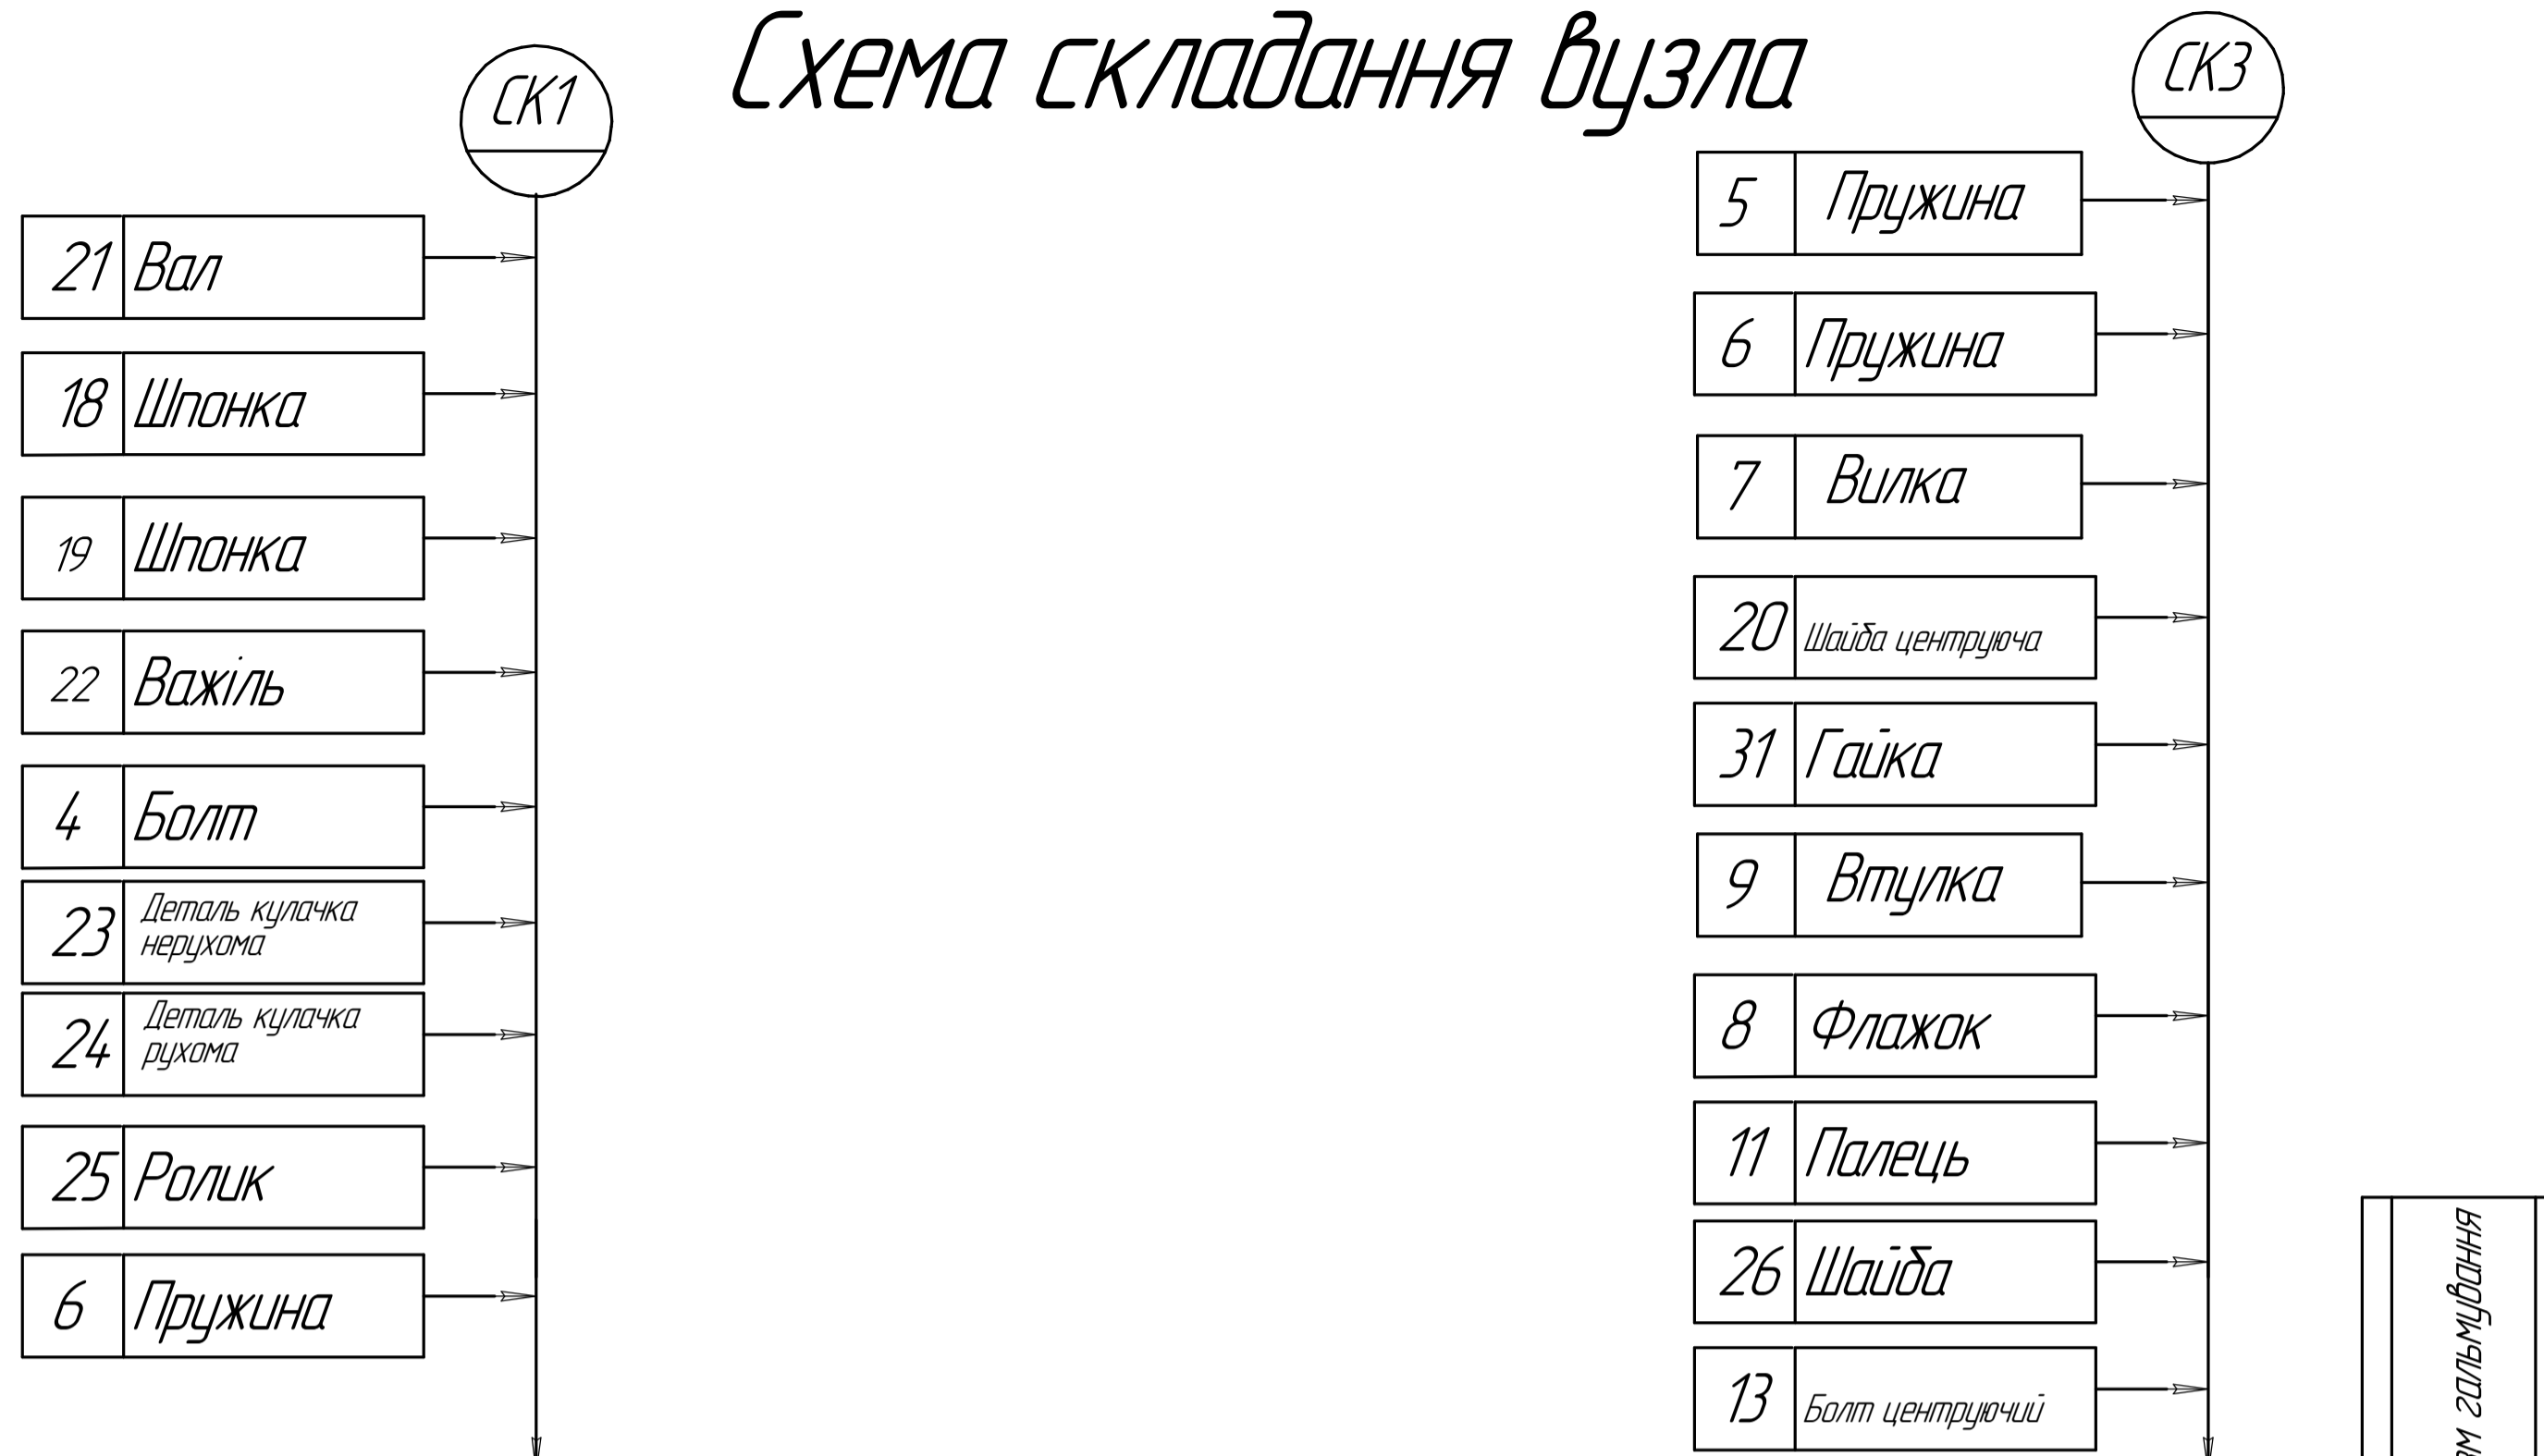 Схема складання вузла
СК1
21 Вал
18 Шпонка
19 Шпонка
22 Важіль
4 Болт
23 Деталь кулачка
нерухома
24 Деталь кулачка
рухома
25 Ролик
6 Пружина
СК3
5 Пружина
6 Пружина
7 Вилка
20 Шайба центруюча
31 Гайка
9 Втулка
8 Флажок
11 Палець
26 Шайба
13 Болт центруючий
гальмування